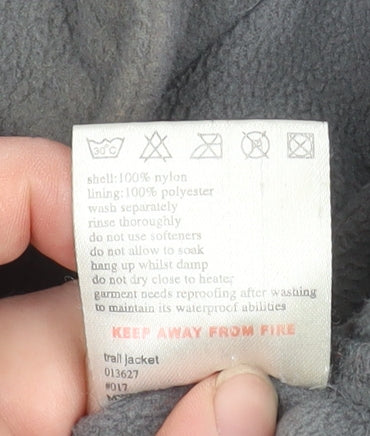 30°C
shell:100% nylon
lining:100% polyester
wash separately
rinse thoroughly
do not use softeners
do not allow to soak
hang up whilst damp
do not dry close to heater
garment needs reproofing after washing
to maintain its waterproof abilities
KEEP AWAY FROM FIRE
trail jacket
013627
#017